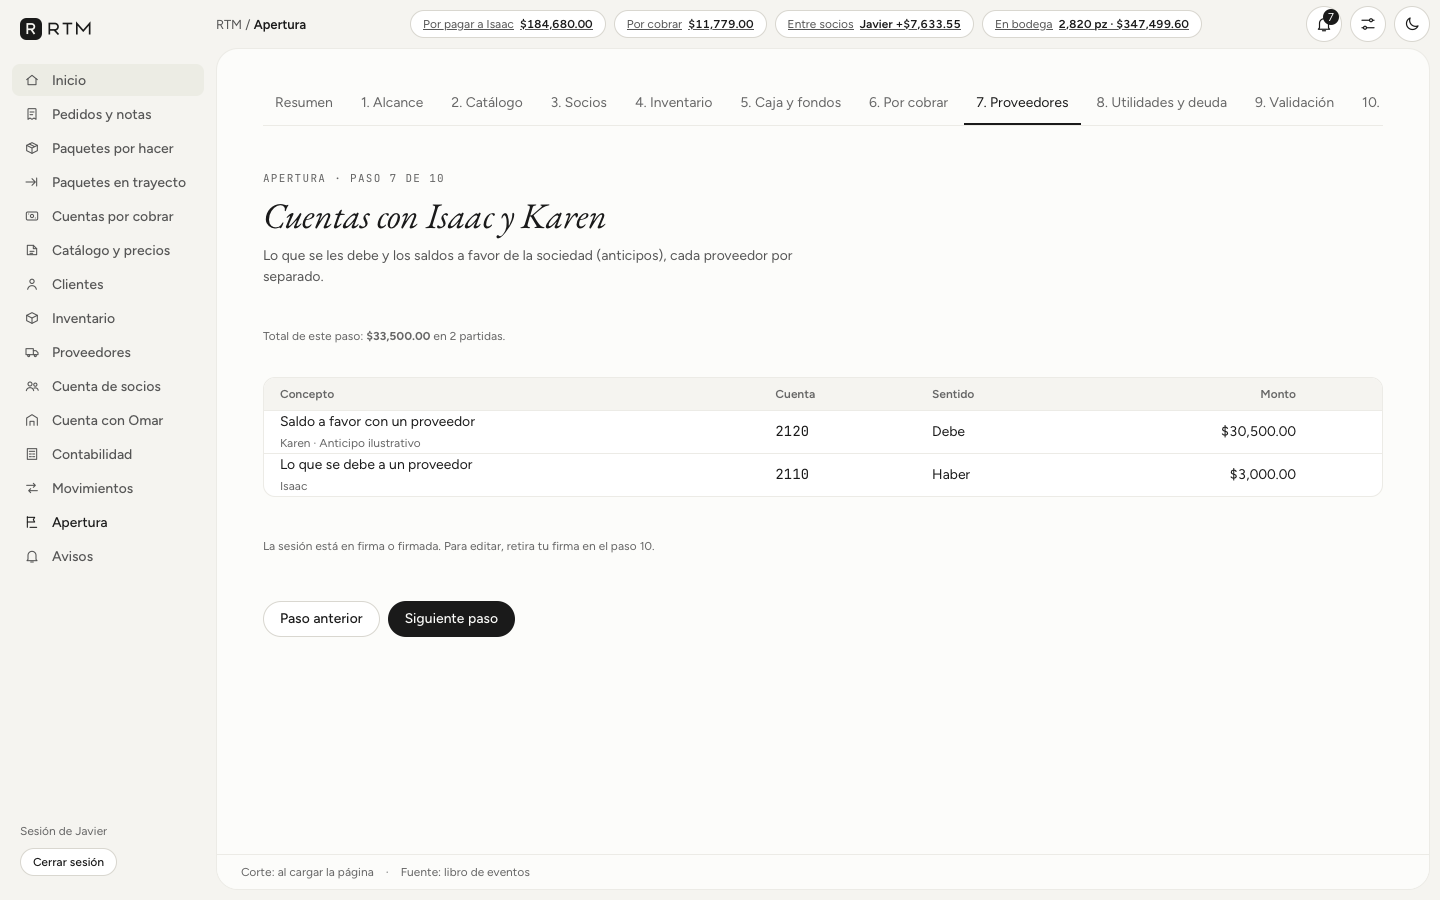 R RTM
RTM / Apertura
Por pagar a Isaac $184,680.00
Por cobrar $11,779.00
Entre socios Javier +$7,633.55
En bodega 2,820 pz · $347,499.60
7
Inicio
Pedidos y notas
Paquetes por hacer
Paquetes en trayecto
Cuentas por cobrar
Catálogo y precios
Clientes
Inventario
Proveedores
Cuenta de socios
Cuenta con Omar
Contabilidad
Movimientos
Apertura
Avisos
Sesión de Javier
Cerrar sesión
Resumen 1. Alcance 2. Catálogo 3. Socios 4. Inventario 5. Caja y fondos 6. Por cobrar 7. Proveedores 8. Utilidades y deuda 9. Validación 10.
APERTURA · PASO 7 DE 10
Cuentas con Isaac y Karen
Lo que se les debe y los saldos a favor de la sociedad (anticipos), cada proveedor por
separado.
Total de este paso: $33,500.00 en 2 partidas.
Concepto Cuenta Sentido Monto
Saldo a favor con un proveedor 2120 Debe $30,500.00
Karen · Anticipo ilustrativo
Lo que se debe a un proveedor 2110 Haber $3,000.00
Isaac
La sesión está en firma o firmada. Para editar, retira tu firma en el paso 10.
Paso anterior Siguiente paso
Corte: al cargar la página · Fuente: libro de eventos